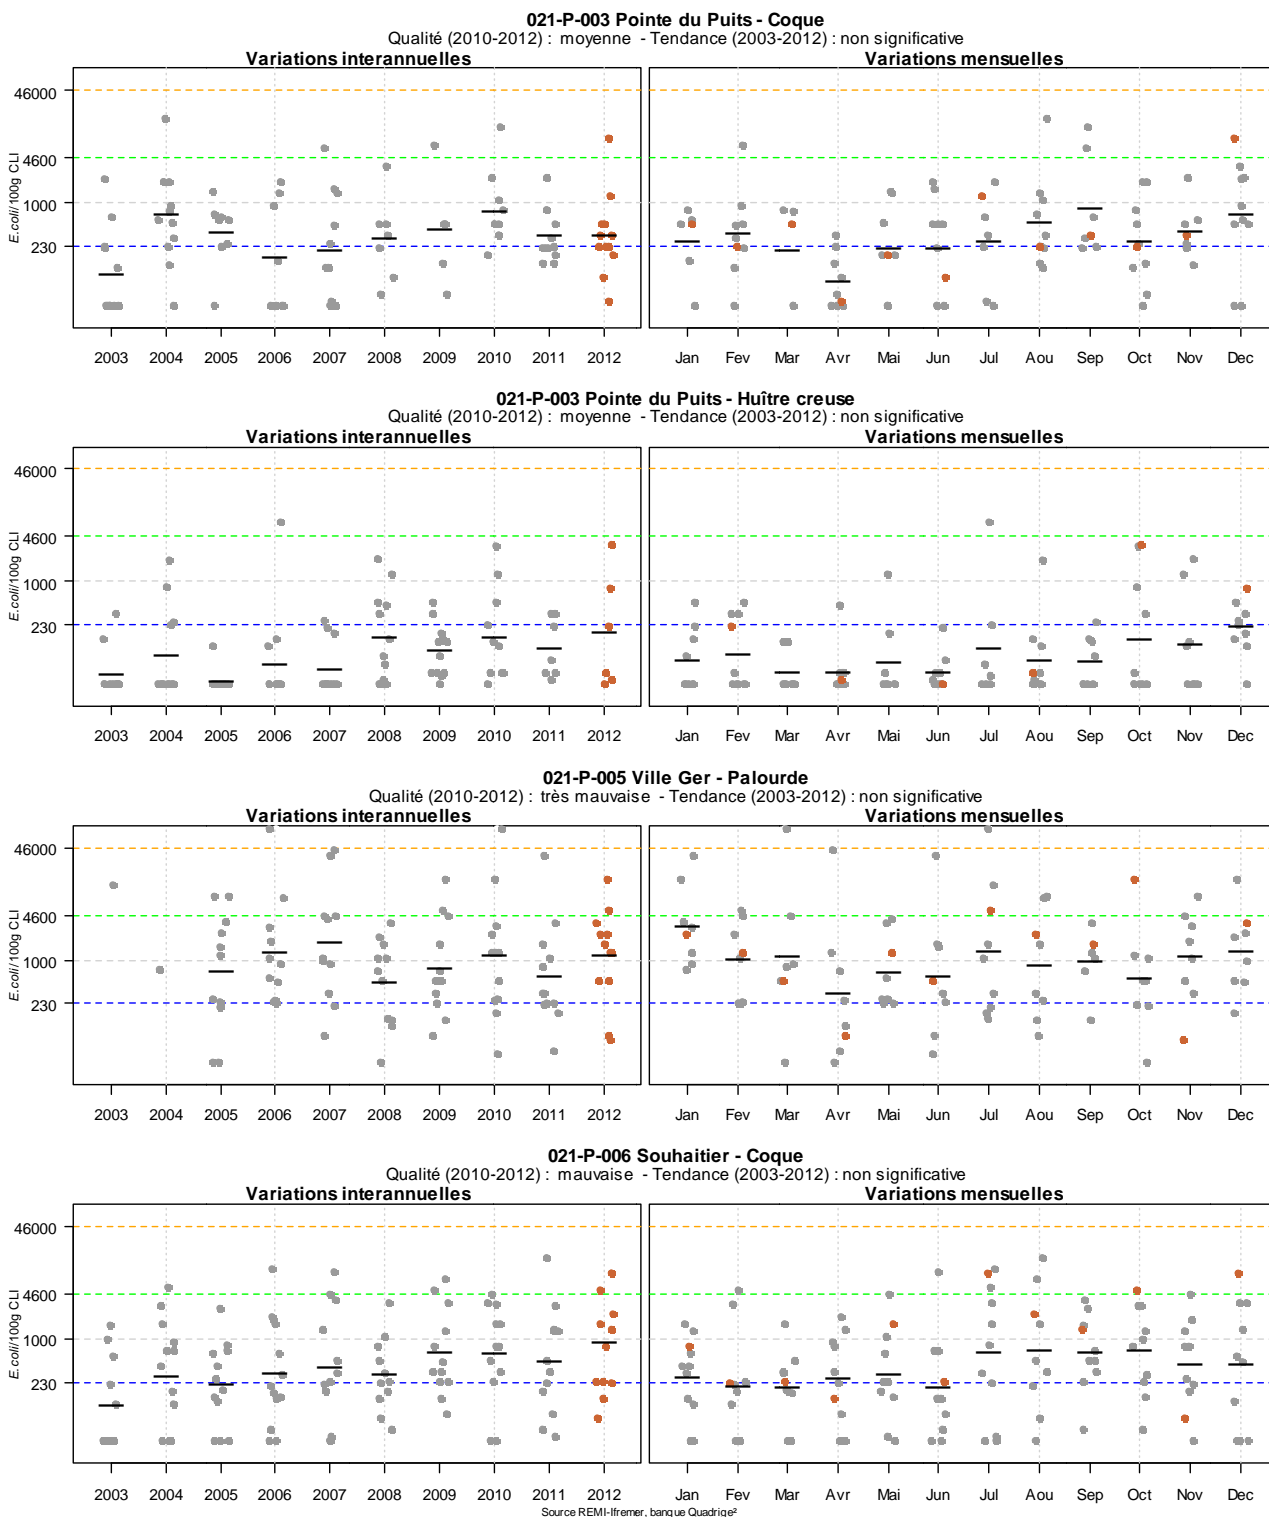 021-P-003 Pointe du Puits - Coque
Qualité (2010-2012) : moyenne - Tendance (2003-2012) : non significative
Variations interannuelles
Variations mensuelles
E.coli/100g CLI
46000
4600
1000
230
2003 2004 2005 2006 2007 2008 2009 2010 2011 2012
Jan Fev Mar Avr Mai Jun Jul Aou Sep Oct Nov Dec
021-P-003 Pointe du Puits - Huître creuse
Qualité (2010-2012) : moyenne - Tendance (2003-2012) : non significative
Variations interannuelles
Variations mensuelles
E.coli/100g CLI
46000
4600
1000
230
2003 2004 2005 2006 2007 2008 2009 2010 2011 2012
Jan Fev Mar Avr Mai Jun Jul Aou Sep Oct Nov Dec
021-P-005 Ville Ger - Palourde
Qualité (2010-2012) : très mauvaise - Tendance (2003-2012) : non significative
Variations interannuelles
Variations mensuelles
E.coli/100g CLI
46000
4600
1000
230
2003 2004 2005 2006 2007 2008 2009 2010 2011 2012
Jan Fev Mar Avr Mai Jun Jul Aou Sep Oct Nov Dec
021-P-006 Souhaitier - Coque
Qualité (2010-2012) : mauvaise - Tendance (2003-2012) : non significative
Variations interannuelles
Variations mensuelles
E.coli/100g CLI
46000
4600
1000
230
2003 2004 2005 2006 2007 2008 2009 2010 2011 2012
Jan Fev Mar Avr Mai Jun Jul Aou Sep Oct Nov Dec
Source REMI-Ifremer, banque Quadrige²